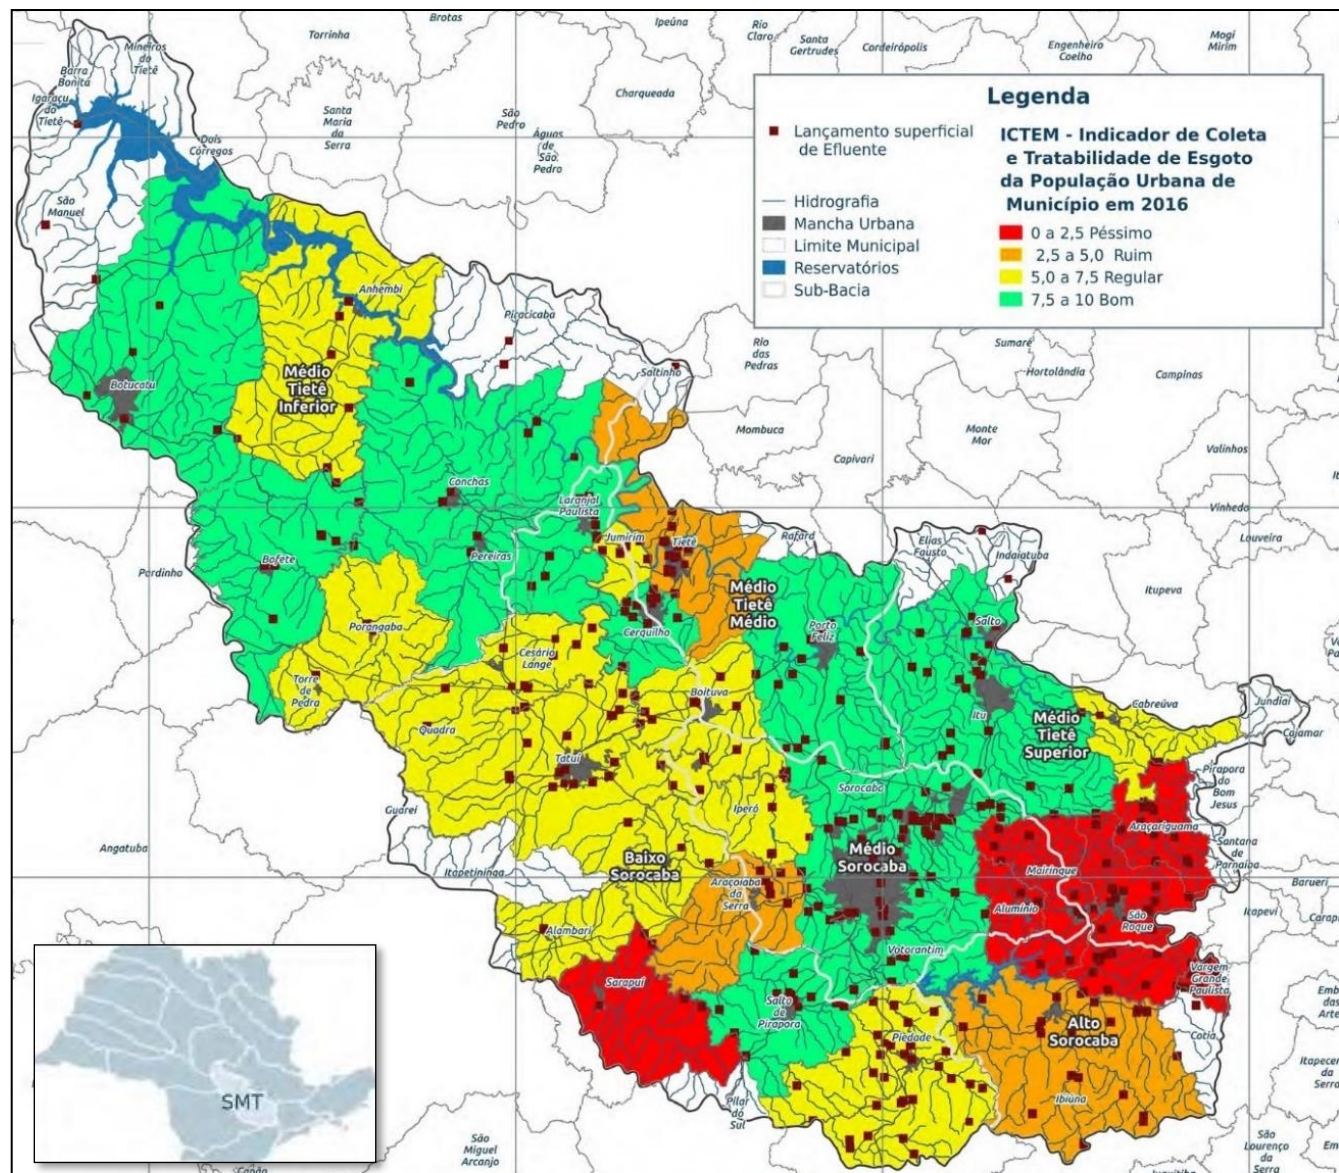 Brotas
Ipeúna
Rio
Claro
Santa
Gertrudes
Cordeirópolis
Engenheiro
Coelho
Mogi
Mirim
Torrinha
Mineiros
do
Tietê
Barra
Bonita
Igaraçu
do
Tietê
Dois
Córregos
Santa
Maria
da
Serra
São
Pedro
Águas
de São
Pedro
Charqueada
Legenda
Lançamento superficial
de Efluente
Hidrografia
Mancha Urbana
Limite Municipal
Reservatórios
Sub-Bacia
ICTEM - Indicador de Coleta
e Tratabilidade de Esgoto
da População Urbana de
Município em 2016
0 a 2,5 Péssimo
2,5 a 5,0 Ruim
5,0 a 7,5 Regular
7,5 a 10 Bom
São
Manuel
Anhembi
Piracicaba
Rio
das
Pedras
Saltinho
Sumaré
Hortolândia
Campinas
Botucatu
Médio
Tietê
Inferior
Mombuca
Monte
Mor
Capivari
Valinhos
Conchas
Laranjal
Paulista
Vinhedo
Louveira
Jumirim
Tietê
Rafard
Elias
Fausto
Indaiatuba
Pereiras
Bofete
Pardinho
Itupeva
Médio
Tietê
Médio
Porangaba
Cerquilho
Porto
Feliz
Salto
Cesário
Lange
Torre
de
Pedra
Boituva
Itu
Médio
Tietê
Superior
Cabreúva
Jundiaí
Cajamar
Quadra
Tatuí
Sorocaba
Iperó
Pirapora
do
Bom
Jesus
Guareí
Araçariguama
Santana
de
Parnaíba
Angatuba
Itapetininga
Baixo
Sorocaba
Médio
Sorocaba
Mairinque
Barueri
Araçoiaba
da
Serra
Alumínio
São
Roque
Itapevi
Alambari
Votorantim
Sarapuí
Vargem
Grande
Paulista
Salto
de
Pirapora
Piedade
Alto
Sorocaba
Cotia
Ibiúna
Pilar
do
Sul
São
Miguel
Arcanjo
São
Lourenço
da
Serra
SMT